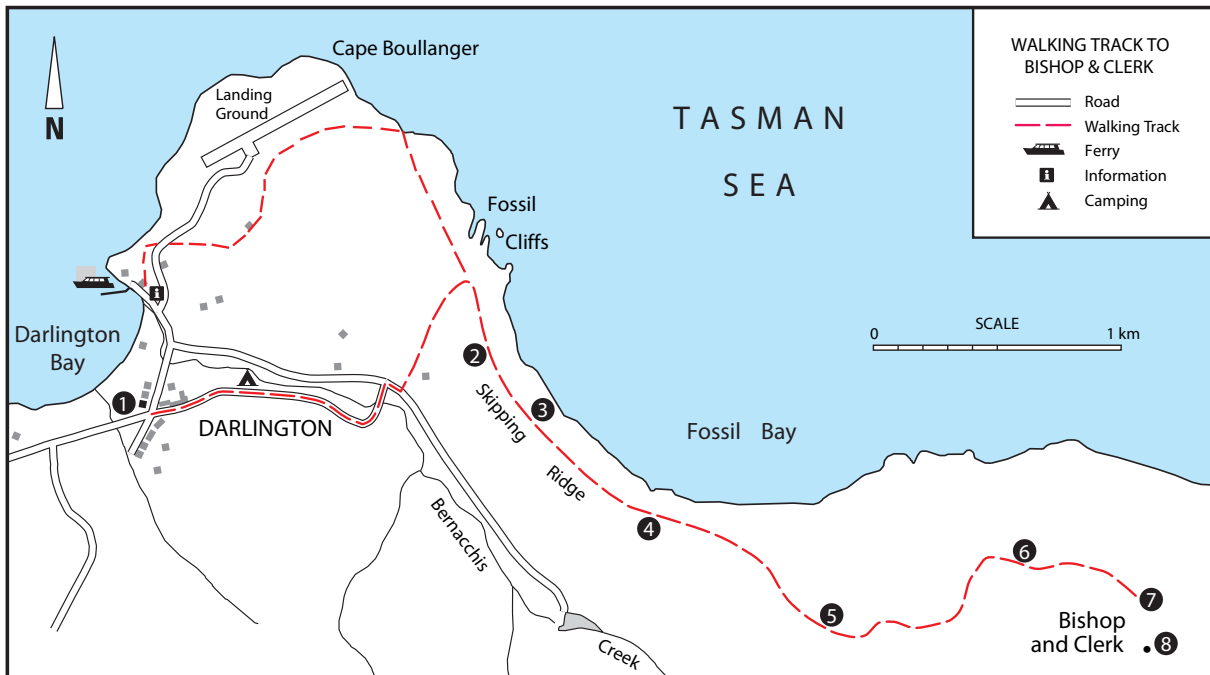 Cape Boullanger
Landing
Ground
N
TASMAN
SEA
WALKING TRACK TO
BISHOP & CLERK
Road
Walking Track
Ferry
i Information
Camping
Fossil
Cliffs
i
Darlington
Bay
SCALE
0 1 km
1
2
3
DARLINGTON
Skipping
Ridge
Fossil Bay
4
Bernacchis
Creek
5
6
7
Bishop
and Clerk 8